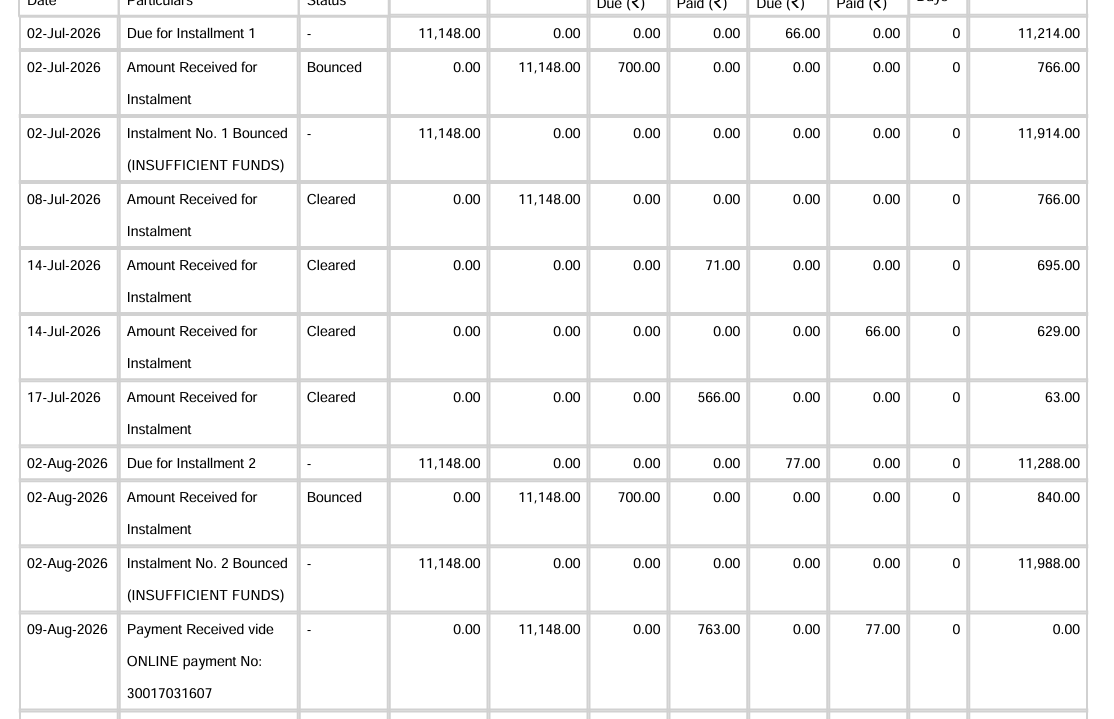 Date Particulars Status Due (₹) Paid (₹) Due (₹) Paid (₹) Days
02-Jul-2026 Due for Installment 1 - 11,148.00 0.00 0.00 0.00 66.00 0.00 0 11,214.00
02-Jul-2026 Amount Received for Bounced 0.00 11,148.00 700.00 0.00 0.00 0.00 0 766.00
Instalment
02-Jul-2026 Instalment No. 1 Bounced - 11,148.00 0.00 0.00 0.00 0.00 0.00 0 11,914.00
(INSUFFICIENT FUNDS)
08-Jul-2026 Amount Received for Cleared 0.00 11,148.00 0.00 0.00 0.00 0.00 0 766.00
Instalment
14-Jul-2026 Amount Received for Cleared 0.00 0.00 0.00 71.00 0.00 0.00 0 695.00
Instalment
14-Jul-2026 Amount Received for Cleared 0.00 0.00 0.00 0.00 0.00 66.00 0 629.00
Instalment
17-Jul-2026 Amount Received for Cleared 0.00 0.00 0.00 566.00 0.00 0.00 0 63.00
Instalment
02-Aug-2026 Due for Installment 2 - 11,148.00 0.00 0.00 0.00 77.00 0.00 0 11,288.00
02-Aug-2026 Amount Received for Bounced 0.00 11,148.00 700.00 0.00 0.00 0.00 0 840.00
Instalment
02-Aug-2026 Instalment No. 2 Bounced - 11,148.00 0.00 0.00 0.00 0.00 0.00 0 11,988.00
(INSUFFICIENT FUNDS)
09-Aug-2026 Payment Received vide - 0.00 11,148.00 0.00 763.00 0.00 77.00 0 0.00
ONLINE payment No:
30017031607